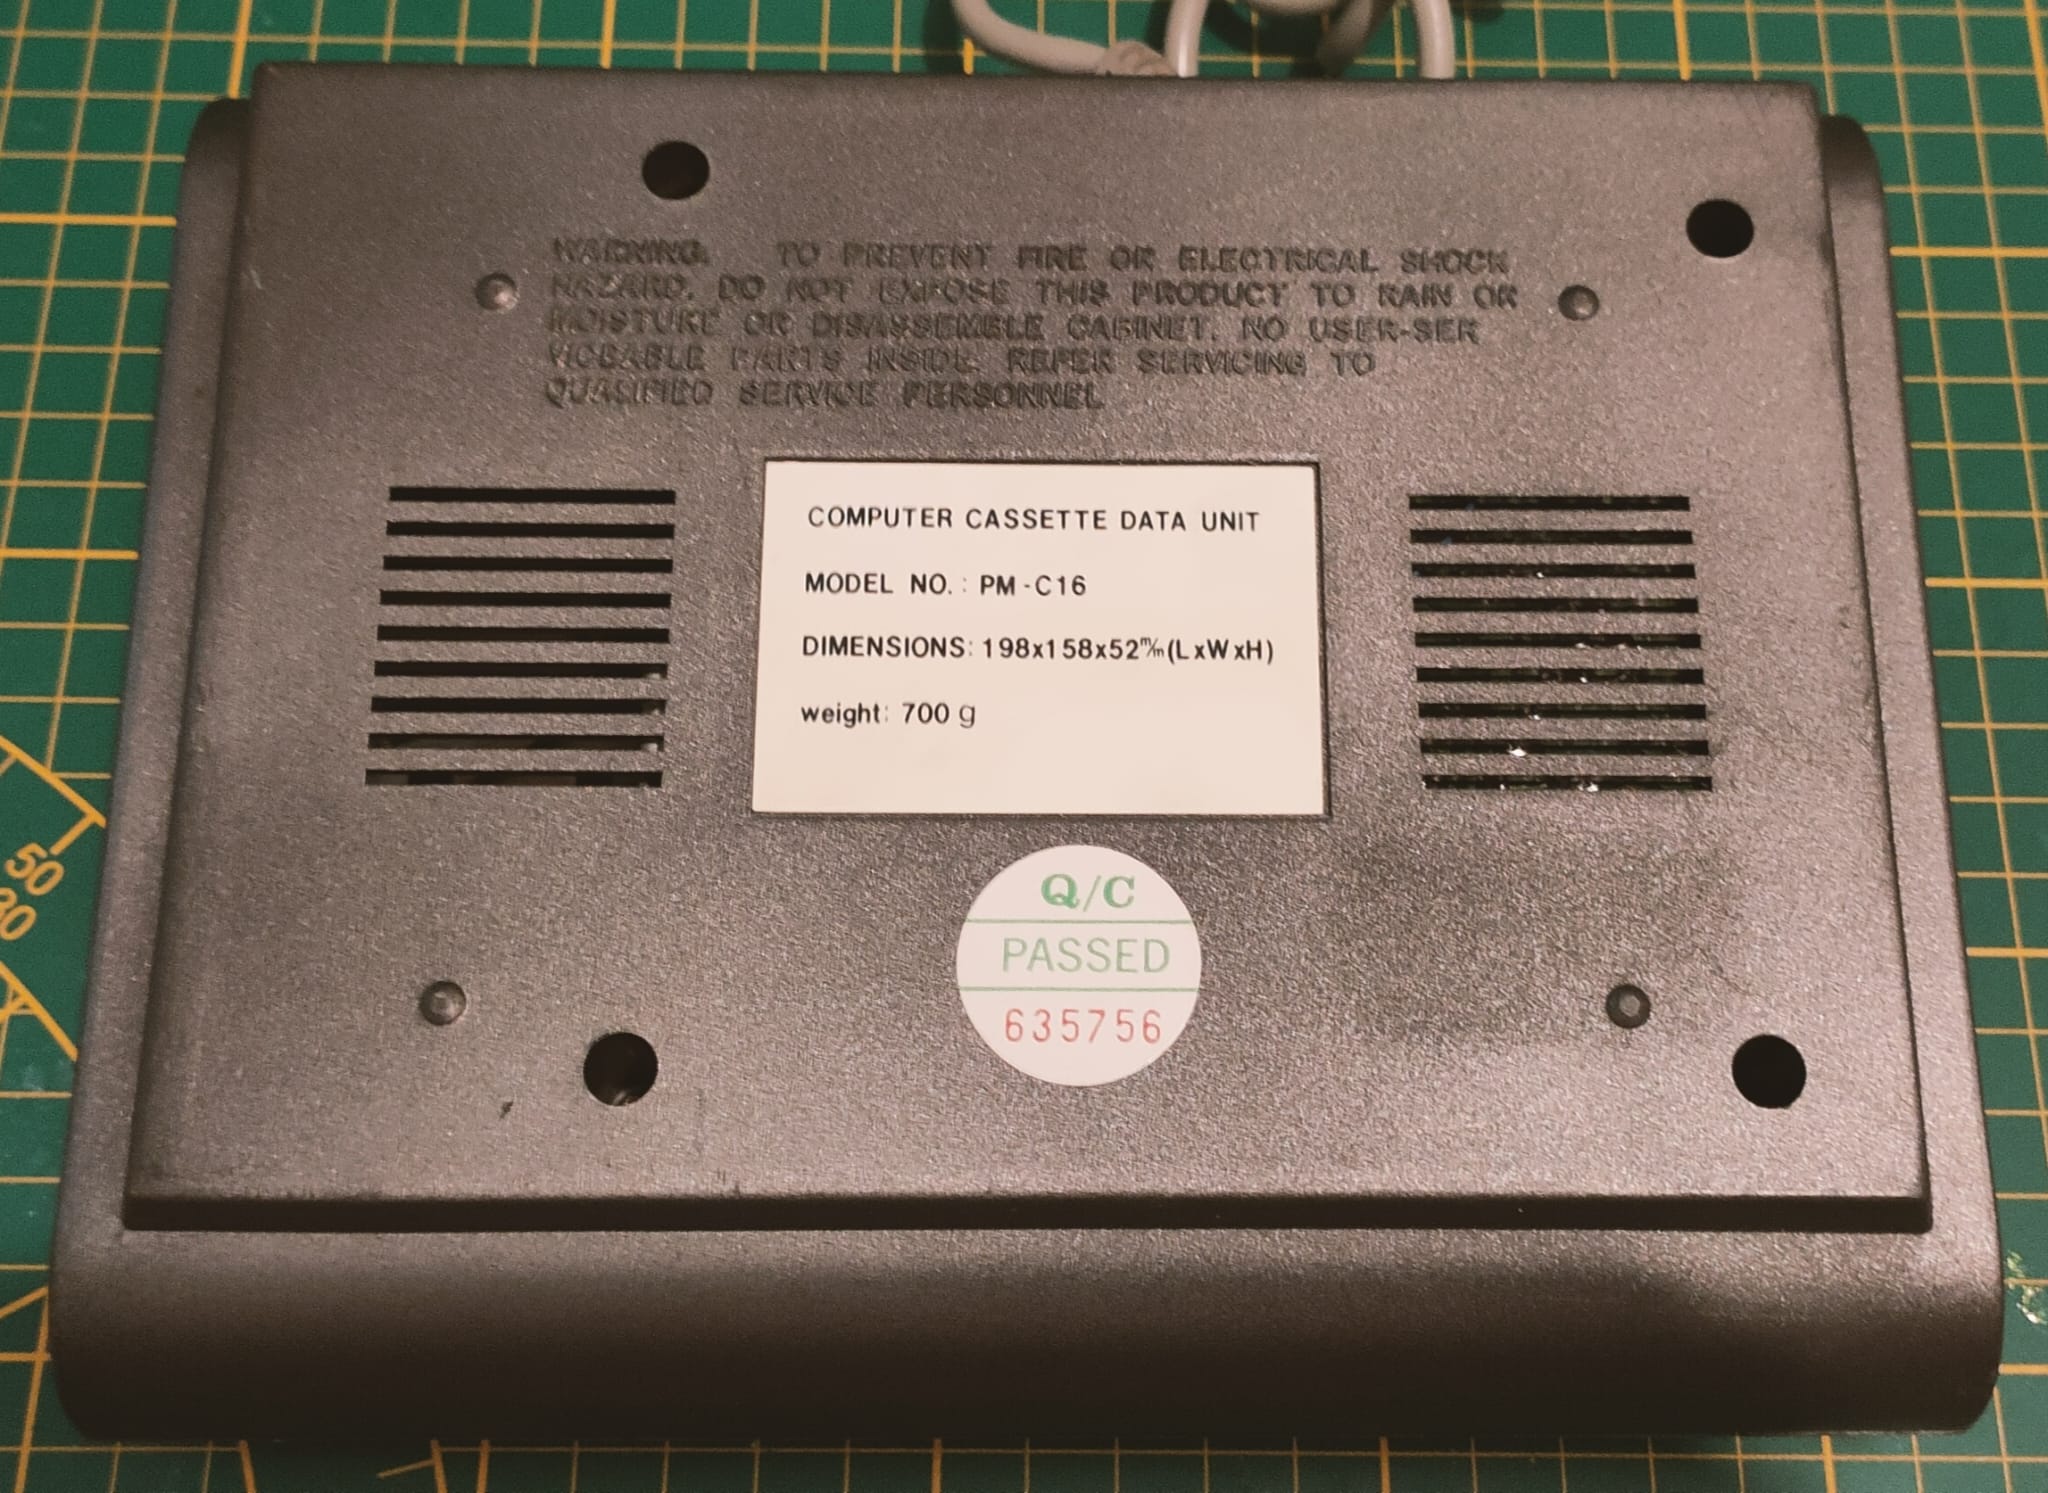 WARNING: TO PREVENT FIRE OR ELECTRICAL SHOCK
HAZARD, DO NOT EXPOSE THIS PRODUCT TO RAIN OR
MOISTURE OR DISASSEMBLE CABINET. NO USER-SER
VICEABLE PARTS INSIDE. REFER SERVICING TO
QUALIFIED SERVICE PERSONNEL
COMPUTER CASSETTE DATA UNIT
MODEL NO.: PM-C16
DIMENSIONS: 198x158x52m/m(LxWxH)
weight: 700 g
Q/C
PASSED
635756
50